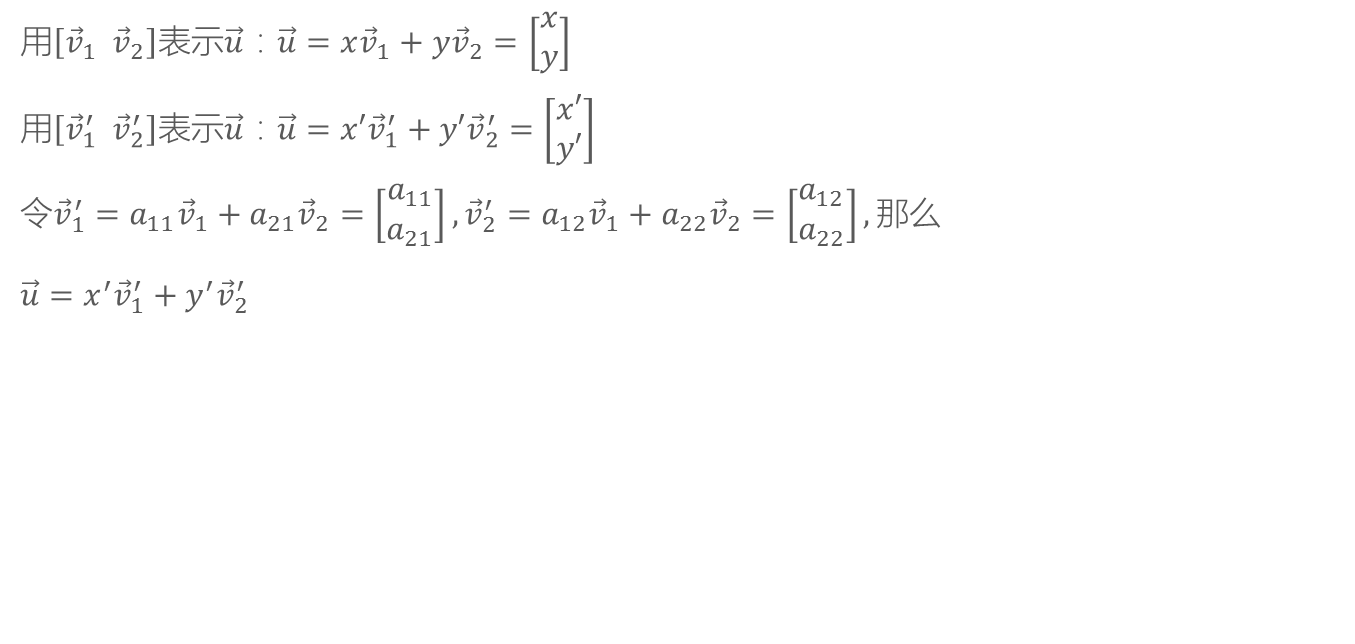 用[v⃗₁ v⃗₂]表示u⃗ : u⃗ = xv⃗₁ + yv⃗₂ = [x y]
用[v⃗₁′ v⃗₂′]表示u⃗ : u⃗ = x′v⃗₁′ + y′v⃗₂′ = [x′ y′]
令v⃗₁′ = a₁₁v⃗₁ + a₂₁v⃗₂ = [a₁₁ a₂₁], v⃗₂′ = a₁₂v⃗₁ + a₂₂v⃗₂ = [a₁₂ a₂₂], 那么
u⃗ = x′v⃗₁′ + y′v⃗₂′